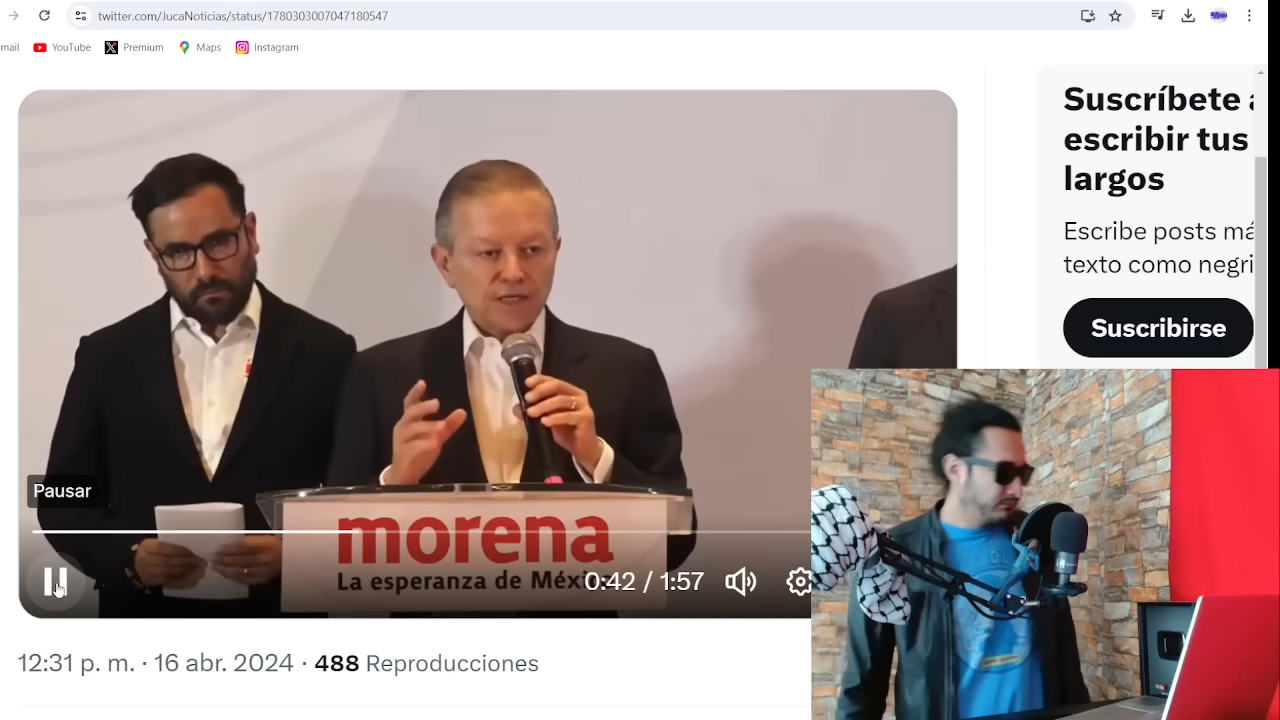 twitter.com/JucaNoticias/status/1780303007047180547
mail YouTube Premium Maps Instagram
Suscríbete a
escribir tus
largos
Escribe posts má
texto como negri
Suscribirse
Pausar
morena
La esperanza de Méxi
0:42 / 1:57
12:31 p. m. · 16 abr. 2024 · 488 Reproducciones